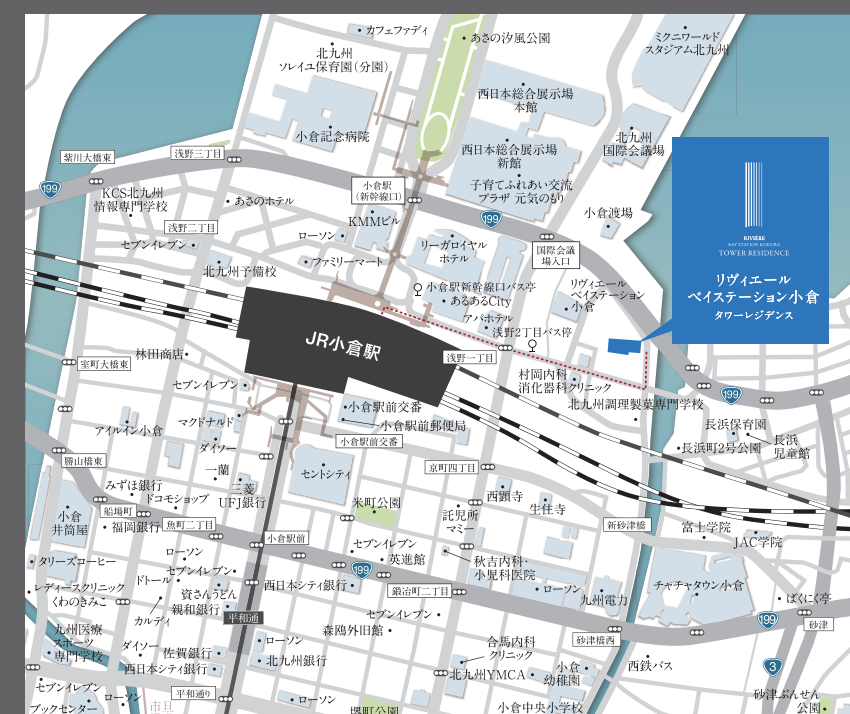 カフェファディ
あさの汐風公園
ミクニワールド
スタジアム北九州
北九州
ソレイユ保育園(分園)
西日本総合展示場
本館
小倉記念病院
北九州
国際会議場
紫川大橋東
浅野三丁目
西日本総合展示場
新館
199
KCS北九州
情報専門学校
あさのホテル
小倉駅
(新幹線口)
子育てふれあい交流
プラザ 元気のもり
小倉渡場
浅野二丁目
KMMビル
199
セブンイレブン
ローソン
リーガロイヤル
ホテル
国際会議
場入口
RIVIÈRE
BAY STATION KOKURA
TOWER RESIDENCE
リヴィエール
ベイステーション小倉
タワーレジデンス
北九州予備校
ファミリーマート
小倉駅新幹線口バス亭
あるあるCity
リヴィエール
ベイステーション
小倉
アパホテル
浅野2丁目バス停
JR小倉駅
林田商店
室町大橋東
浅野一丁目
セブンイレブン
村岡内科
消化器科クリニック
199
小倉駅前交番
北九州調理製菓専門学校
アイルイン小倉
マクドナルド
小倉駅前郵便局
長浜保育園
ダイソー
小倉駅前交番
長浜町2号公園
長浜
児童館
勝山橋東
一蘭
セントシティ
京町四丁目
みずほ銀行
三菱
UFJ銀行
西顕寺
ドコモショップ
米町公園
生往寺
小倉
井筒屋
船場町
託児所
マミー
福岡銀行
魚町二丁目
新砂津橋
富士学院
小倉駅前
JAC学院
セブンイレブン
ローソン
英進館
タリーズコーヒー
秋吉内科・
小児科医院
セブンイレブン
199
ドトール
チャチャタウン小倉
レディースクリニック
くわのきみこ
資さんうどん
西日本シティ銀行
鍛冶町二丁目
ローソン
九州電力
ばくにく亭
親和銀行
カルディ
平和通
セブンイレブン
199
砂津
九州医療
スポーツ
専門学校
森鴎外旧館
砂津橋西
ダイソー
佐賀銀行
ローソン
合馬内科
クリニック
西日本シティ銀行
北九州銀行
西鉄バス
3
北九州YMCA
小倉
幼稚園
セブンイレブン
平和通り
ローソン
ローソン
砂津ぶんせん
公園
ブックセンター
市旦
堺町公園
小倉中央小学校